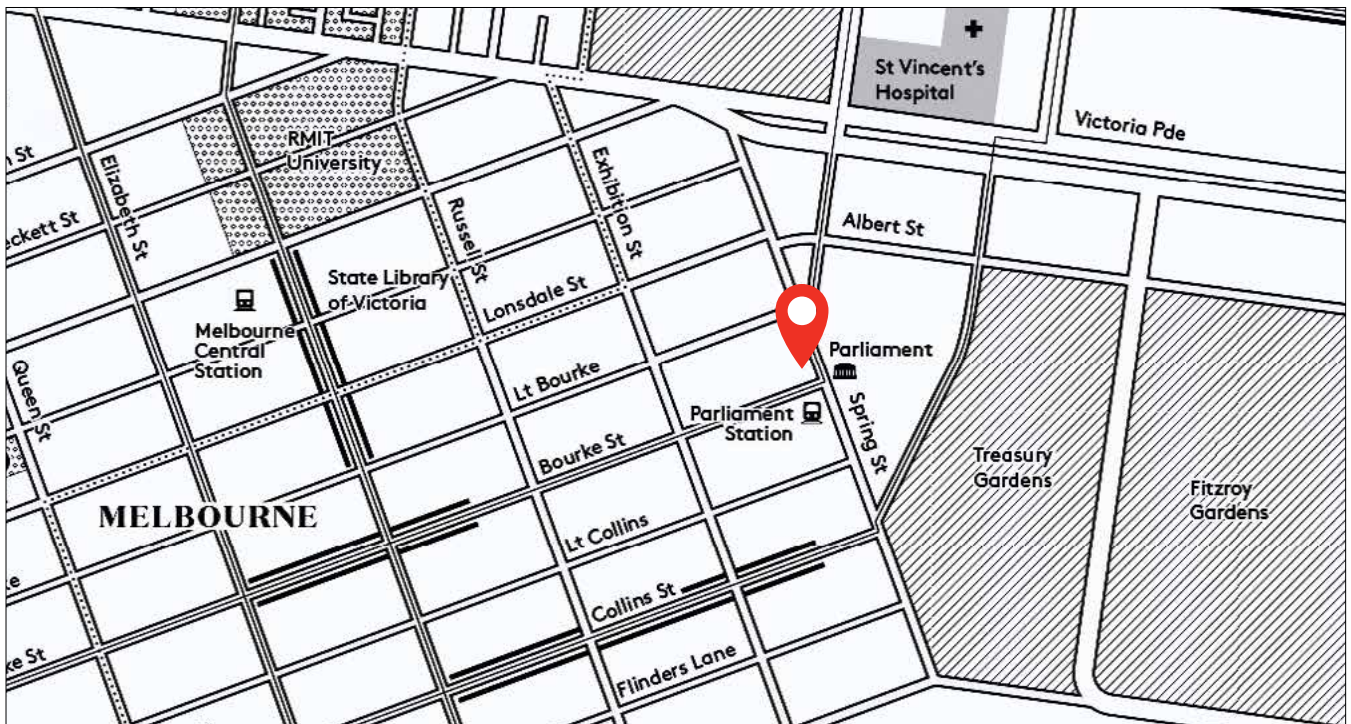 St Vincent's
Hospital
Victoria Pde
RMIT
University
n St
Elizabeth St
Exhibition St
eckett St
Russell St
Albert St
State Library
of Victoria
Lonsdale St
Melbourne
Central
Station
Parliament
Queen St
Lt Bourke
Spring St
Parliament
Station
Bourke St
Treasury
Gardens
Fitzroy
Gardens
MELBOURNE
Lt Collins
ke
Collins St
ke St
Flinders Lane